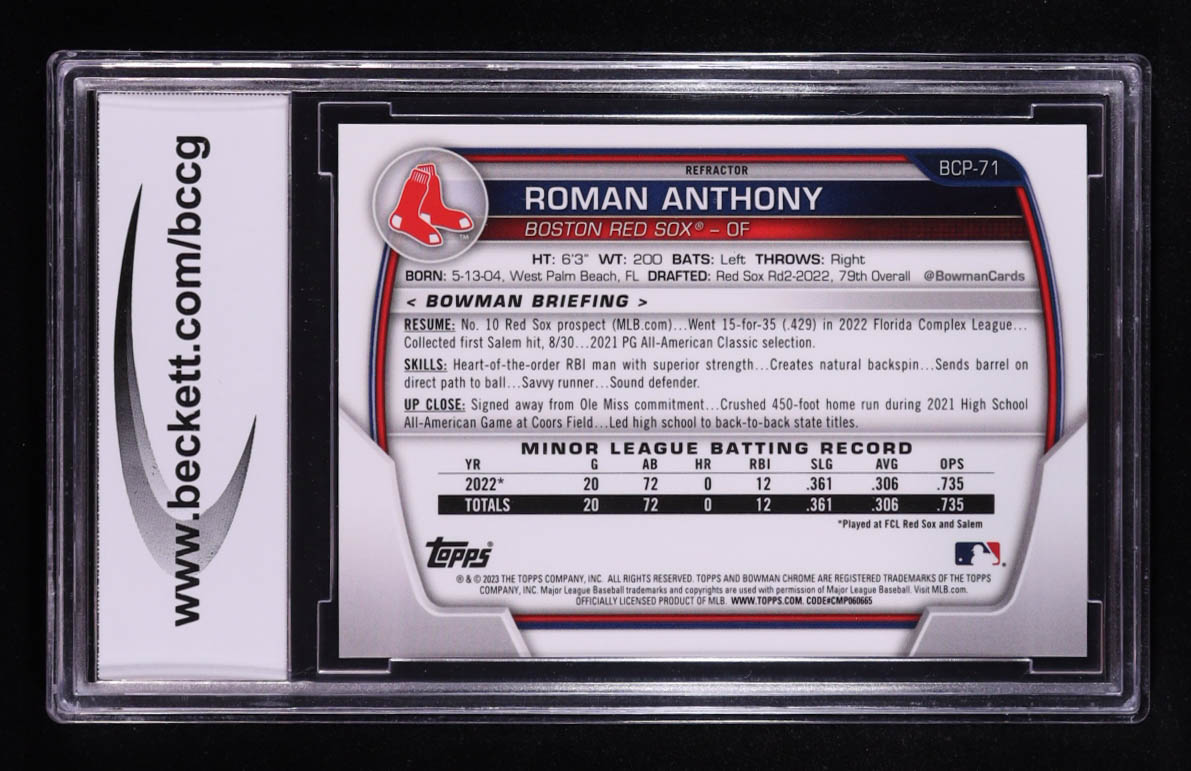 www.beckett.com/bccg
REFRACTOR
BCP-71
ROMAN ANTHONY
BOSTON RED SOX® – OF
HT: 6'3" WT: 200 BATS: Left THROWS: Right
BORN: 5-13-04, West Palm Beach, FL DRAFTED: Red Sox Rd2-2022, 79th Overall @BowmanCards
< BOWMAN BRIEFING >
RESUME: No. 10 Red Sox prospect (MLB.com)...Went 15-for-35 (.429) in 2022 Florida Complex League...
Collected first Salem hit, 8/30...2021 PG All-American Classic selection.
SKILLS: Heart-of-the-order RBI man with superior strength...Creates natural backspin...Sends barrel on
direct path to ball...Savvy runner...Sound defender.
UP CLOSE: Signed away from Ole Miss commitment...Crushed 450-foot home run during 2021 High School
All-American Game at Coors Field...Led high school to back-to-back state titles.
MINOR LEAGUE BATTING RECORD
YR G AB HR RBI SLG AVG OPS
2022* 20 72 0 12 .361 .306 .735
TOTALS 20 72 0 12 .361 .306 .735
*Played at FCL Red Sox and Salem
Topps®
® & © 2023 THE TOPPS COMPANY, INC. ALL RIGHTS RESERVED. TOPPS AND BOWMAN CHROME ARE REGISTERED TRADEMARKS OF THE TOPPS
COMPANY, INC. Major League Baseball trademarks and copyrights are used with permission of Major League Baseball. Visit MLB.com.
OFFICIALLY LICENSED PRODUCT OF MLB. WWW.TOPPS.COM. CODE#CMP060665